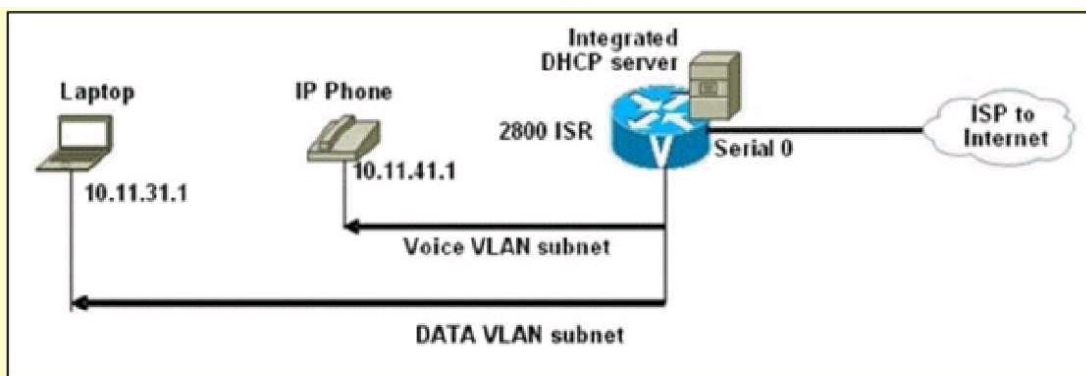 Integrated
DHCP server
Laptop
IP Phone
2800 ISR
ISP to
Internet
Serial 0
V
10.11.31.1
10.11.41.1
Voice VLAN subnet
DATA VLAN subnet